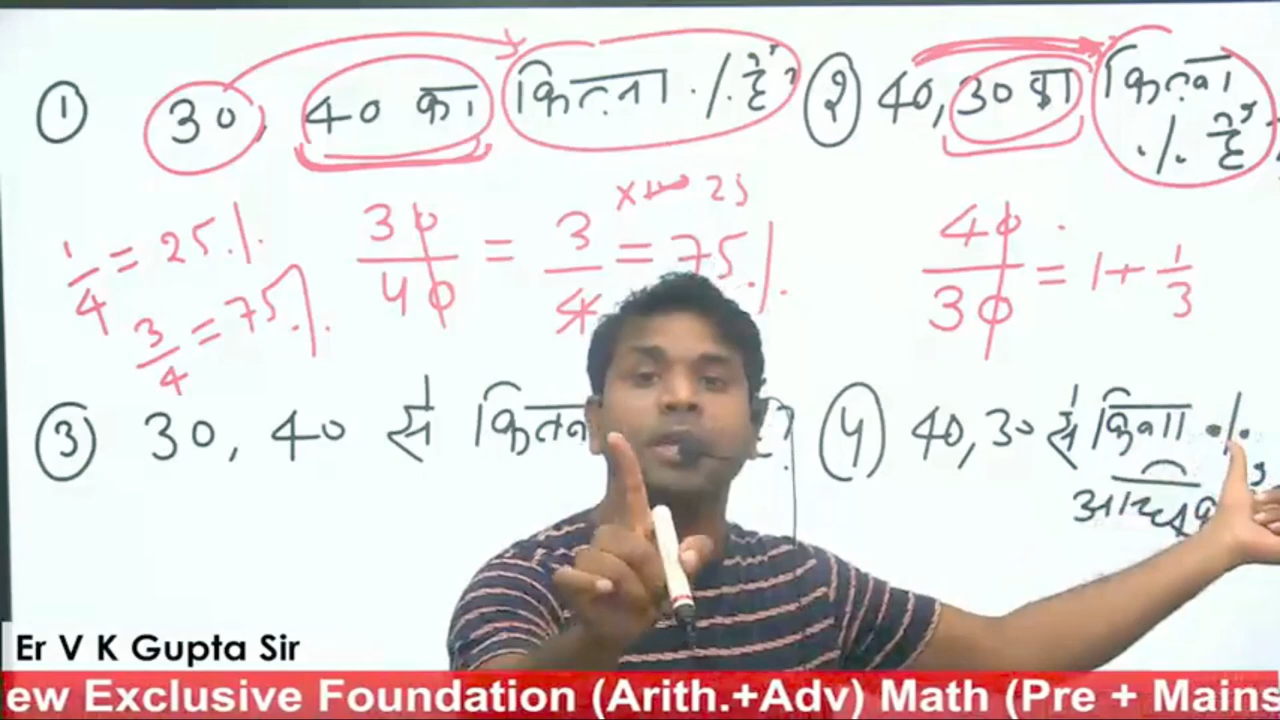 ① 30, 40 का कितना % है?
② 40, 30 का कितना % है
1/4 = 25%
3/4 = 75%
30/40 = 3/4 × 100 25 = 75%
40/30 = 1 + 1/3
③ 30, 40 से कितन
④ 40, 30 से %
Er V K Gupta Sir
ew Exclusive Foundation (Arith.+Adv) Math (Pre + Mains